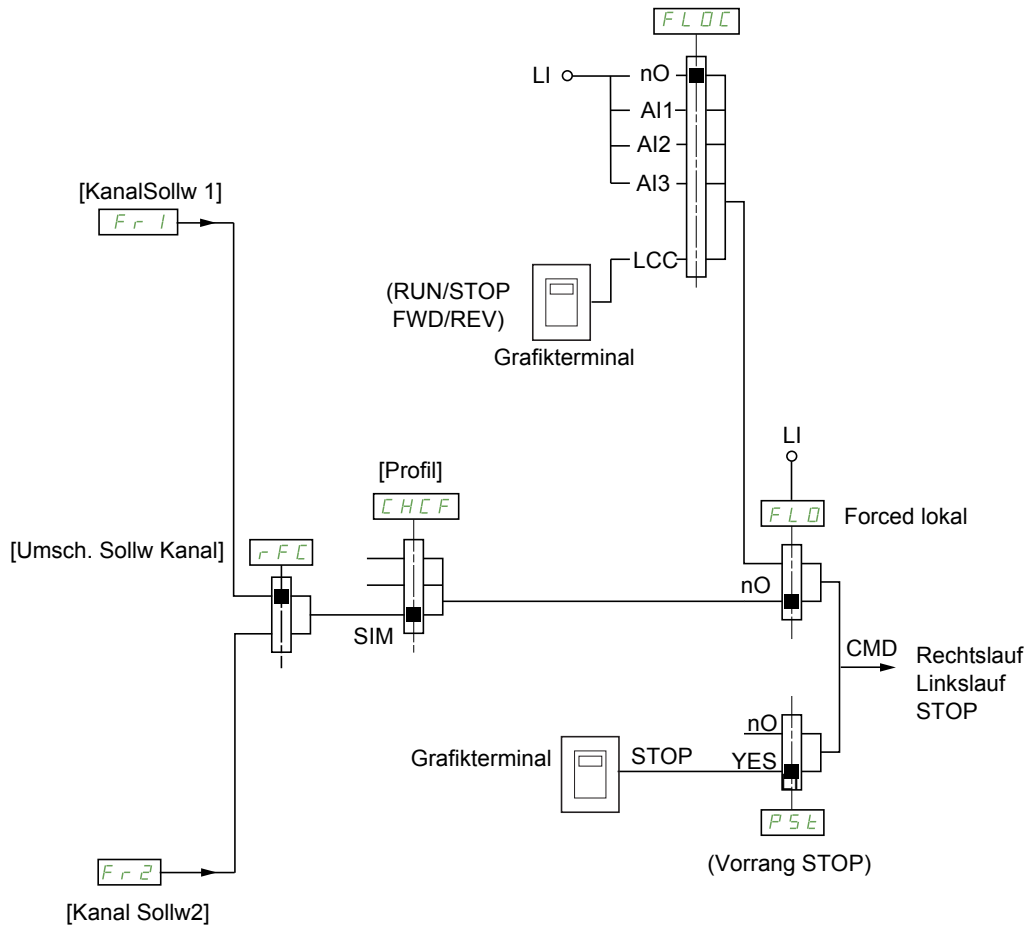 FLOC
LI
nO
AI1
AI2
AI3
LCC
[KanalSollw 1]
Fr1
(RUN/STOP
FWD/REV)
Grafikterminal
LI
[Profil]
CHCF
FLO
Forced lokal
[Umsch. Sollw Kanal]
rFC
nO
SIM
CMD
Rechtslauf
Linkslauf
STOP
nO
Grafikterminal
STOP
YES
PSt
(Vorrang STOP)
Fr2
[Kanal Sollw2]